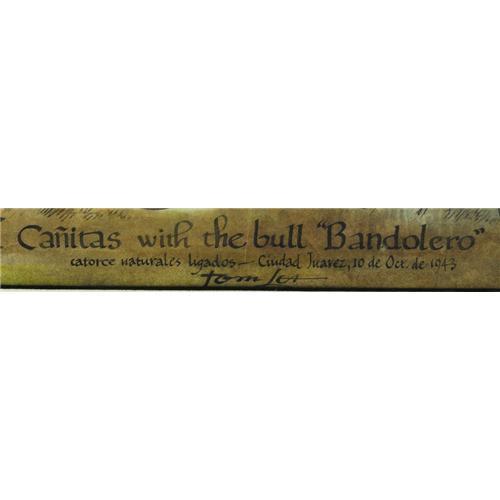 Cañitas with the bull "Bandolero"
catorce naturales ligados — Ciudad Juarez, 10 de Oct. de 1943
tom lea